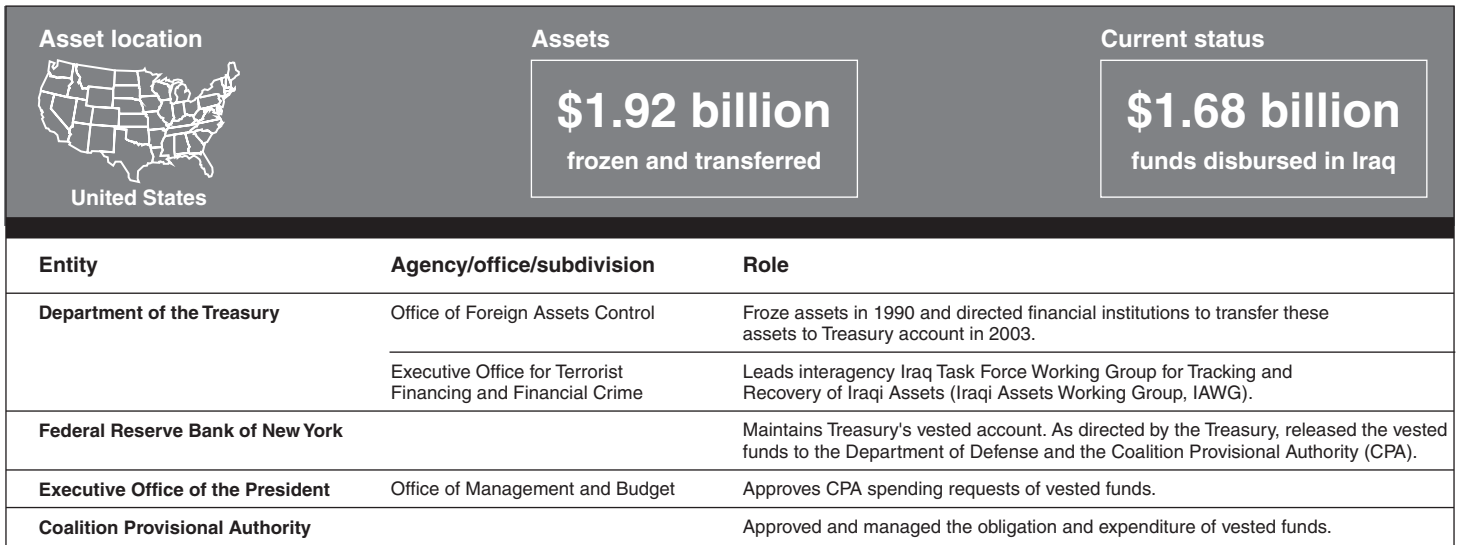 Asset location
Assets
Current status
$1.92 billion
frozen and transferred
$1.68 billion
funds disbursed in Iraq
United States
Entity
Agency/office/subdivision
Role
Department of the Treasury
Office of Foreign Assets Control
Froze assets in 1990 and directed financial institutions to transfer these
assets to Treasury account in 2003.
Executive Office for Terrorist
Financing and Financial Crime
Leads interagency Iraq Task Force Working Group for Tracking and
Recovery of Iraqi Assets (Iraqi Assets Working Group, IAWG).
Federal Reserve Bank of New York
Maintains Treasury's vested account. As directed by the Treasury, released the vested
funds to the Department of Defense and the Coalition Provisional Authority (CPA).
Executive Office of the President
Office of Management and Budget
Approves CPA spending requests of vested funds.
Coalition Provisional Authority
Approved and managed the obligation and expenditure of vested funds.